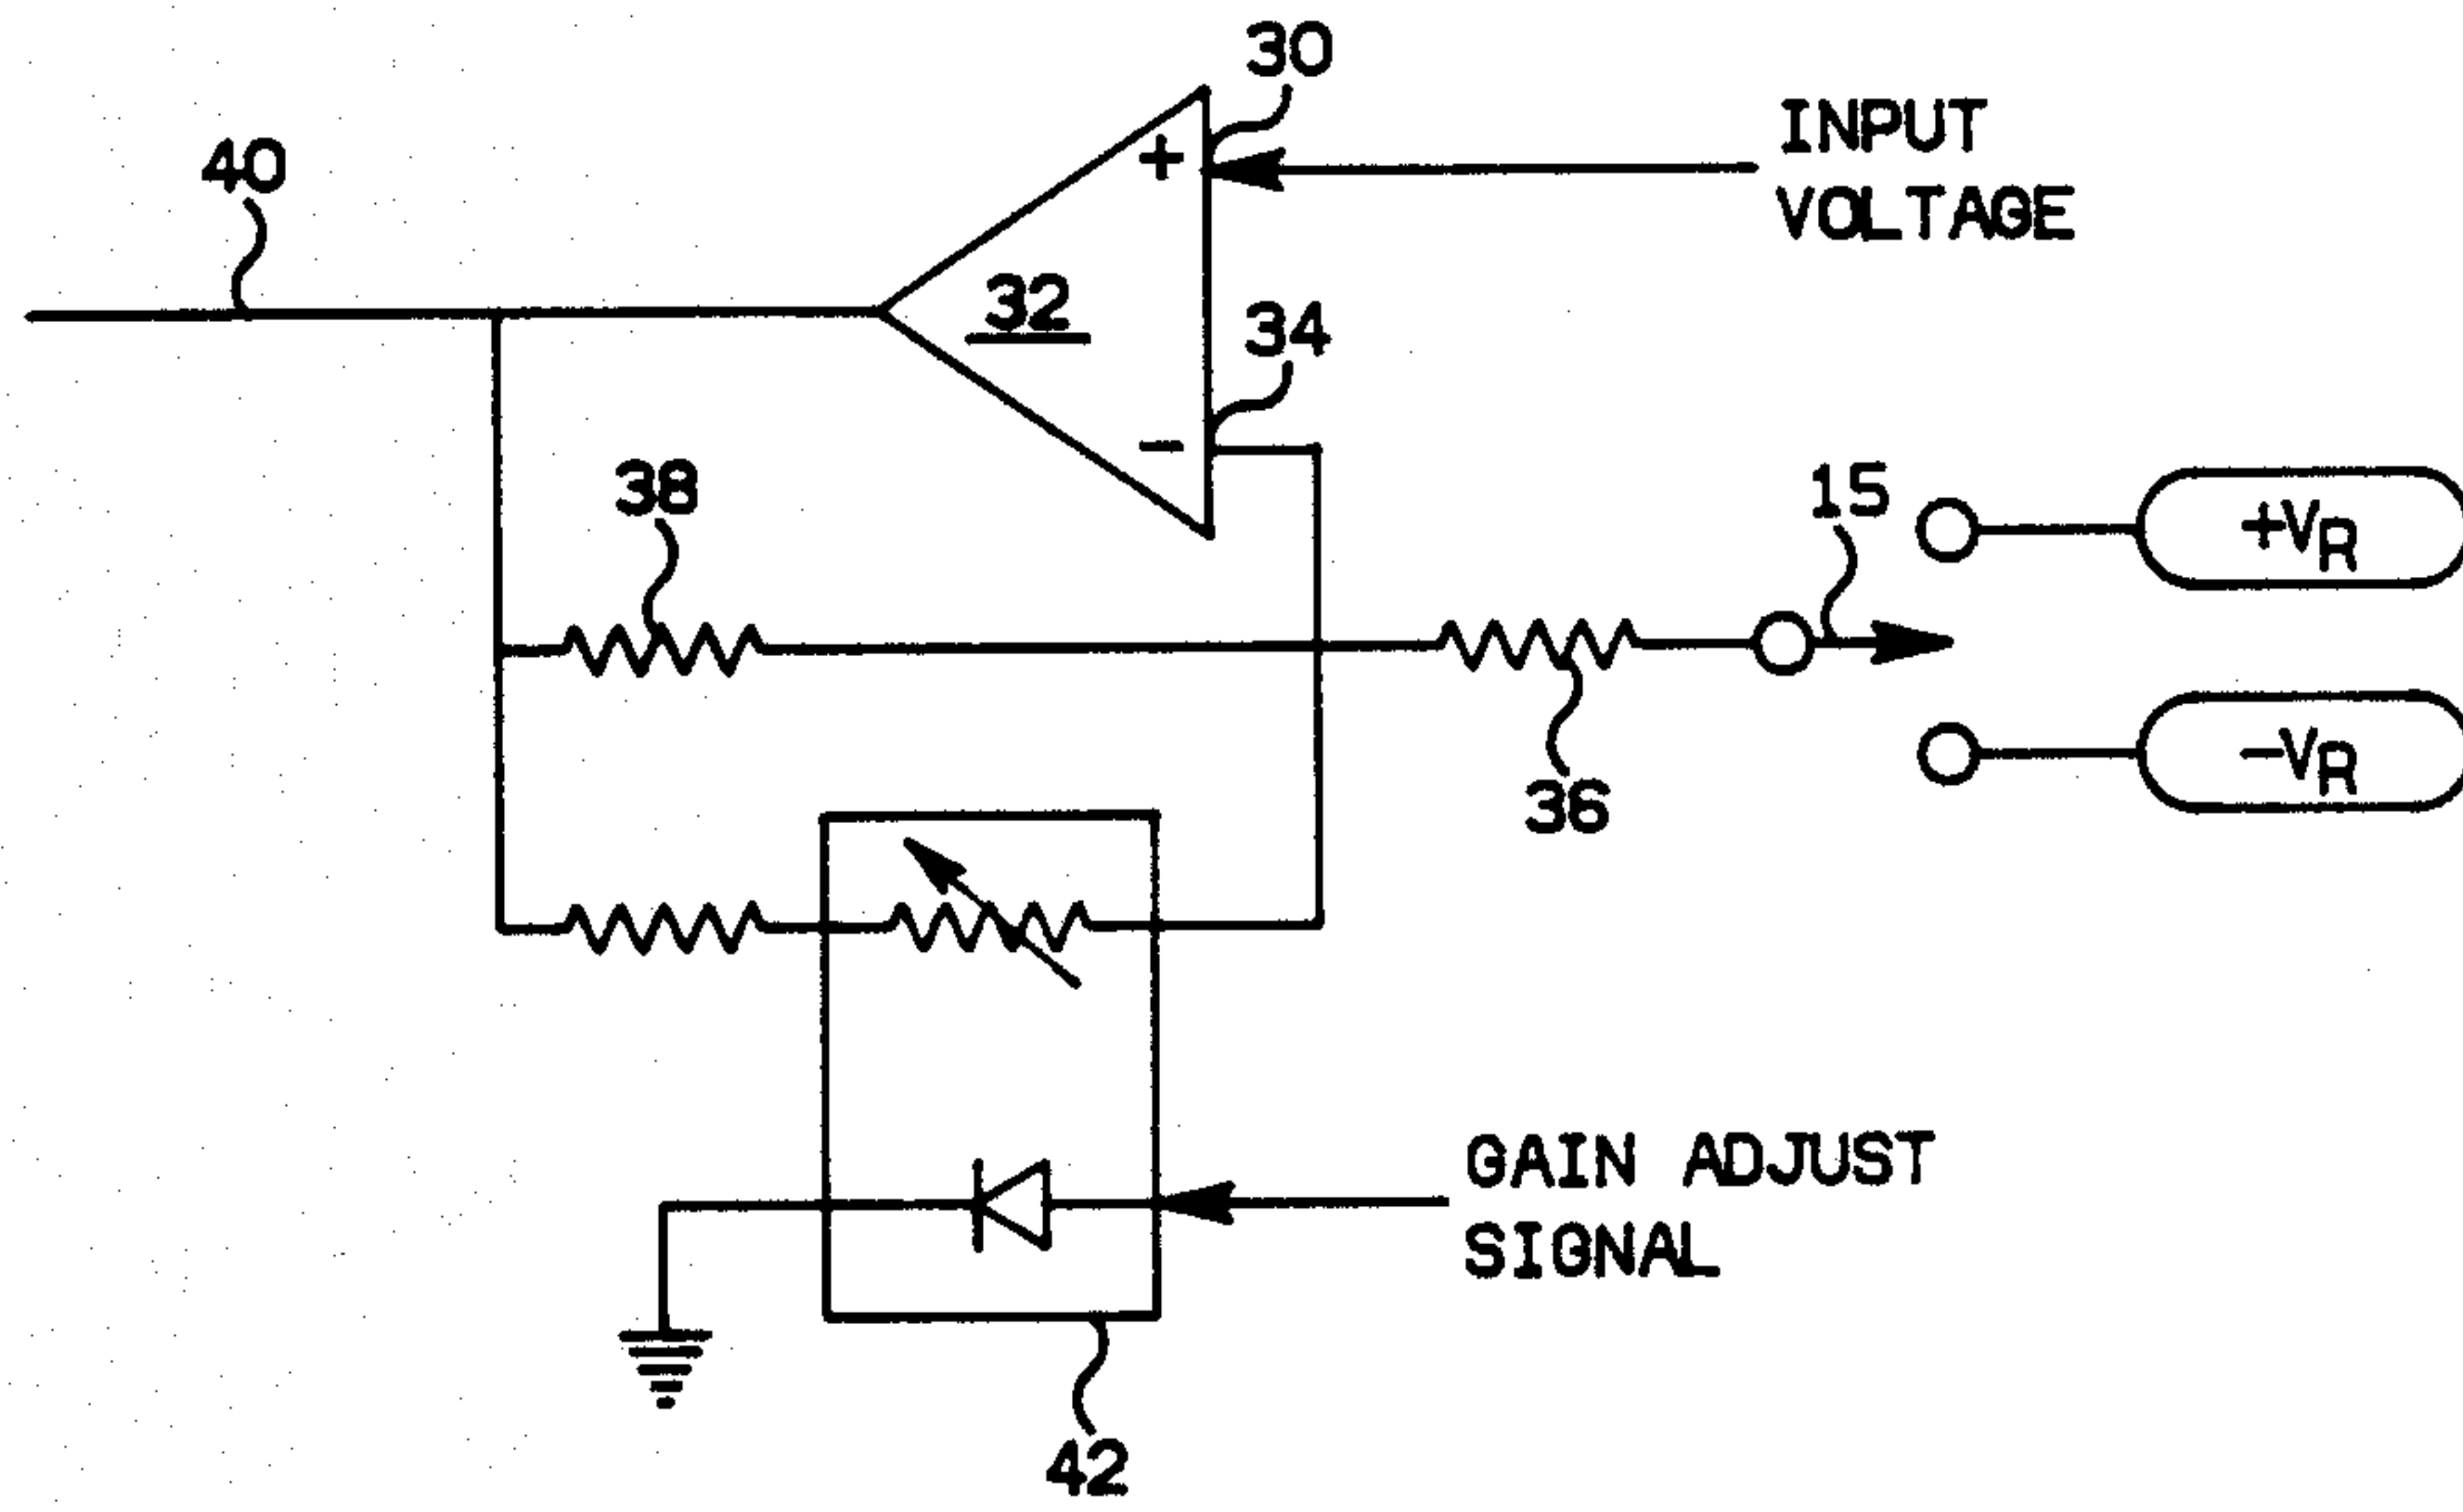 30
INPUT
VOLTAGE
40
+
32
34
-
38
15
+VR
36
-VR
GAIN ADJUST
SIGNAL
42